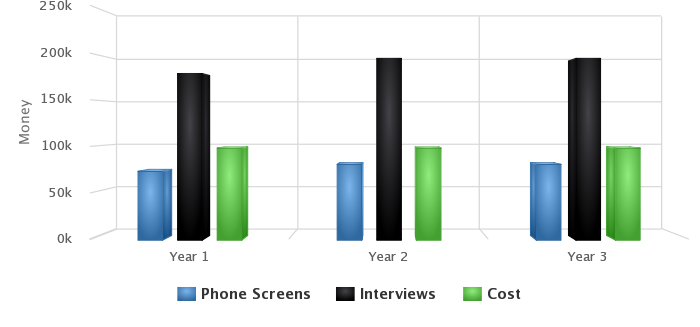 250k
200k
150k
100k
50k
0k
Money
Year 1 Year 2 Year 3
Phone Screens Interviews Cost